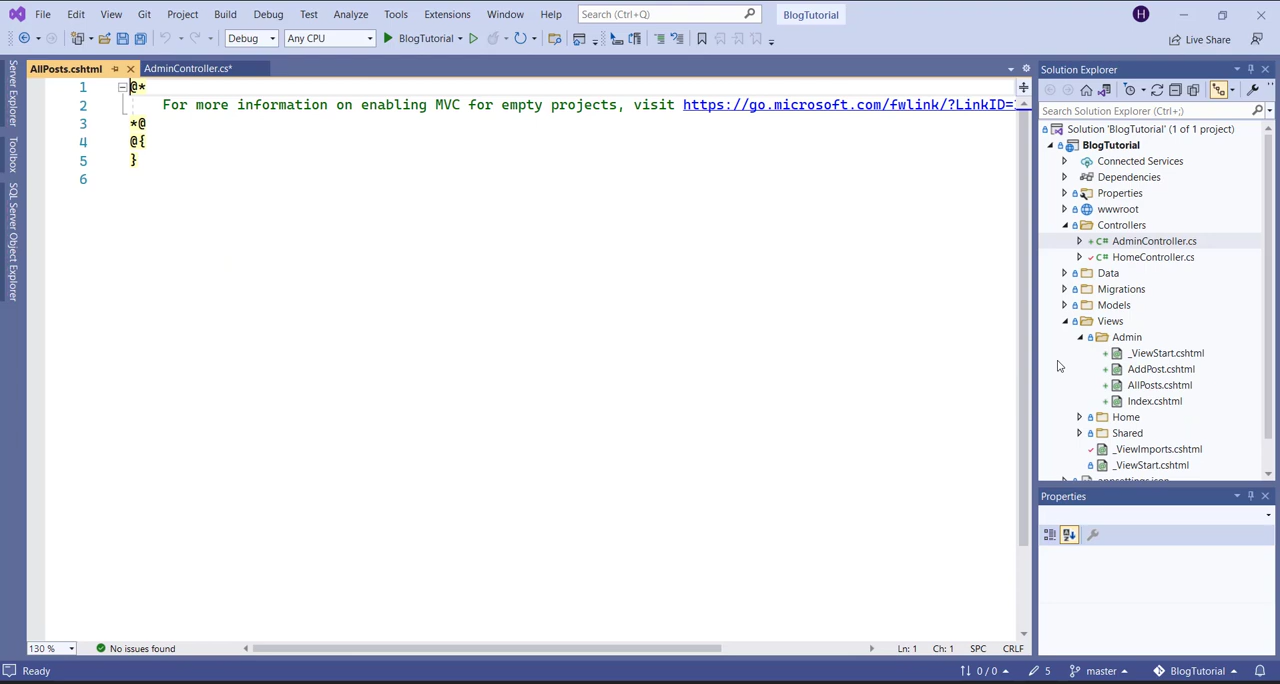 File Edit View Git Project Build Debug Test Analyze Tools Extensions Window Help Search (Ctrl+Q) BlogTutorial H
Debug Any CPU BlogTutorial Live Share
AllPosts.cshtml AdminController.cs*
1 @*
2 For more information on enabling MVC for empty projects, visit https://go.microsoft.com/fwlink/?LinkID=
3 *@
4 @{
5 }
6
130 % No issues found Ln: 1 Ch: 1 SPC CRLF
Server Explorer
Toolbox
SQL Server Object Explorer
Solution Explorer
Search Solution Explorer (Ctrl+;)
Solution 'BlogTutorial' (1 of 1 project)
BlogTutorial
Connected Services
Dependencies
Properties
wwwroot
Controllers
C# AdminController.cs
C# HomeController.cs
Data
Migrations
Models
Views
Admin
_ViewStart.cshtml
AddPost.cshtml
AllPosts.cshtml
Index.cshtml
Home
Shared
_ViewImports.cshtml
_ViewStart.cshtml
appsettings.json
Properties
Ready 0 / 0 5 master BlogTutorial